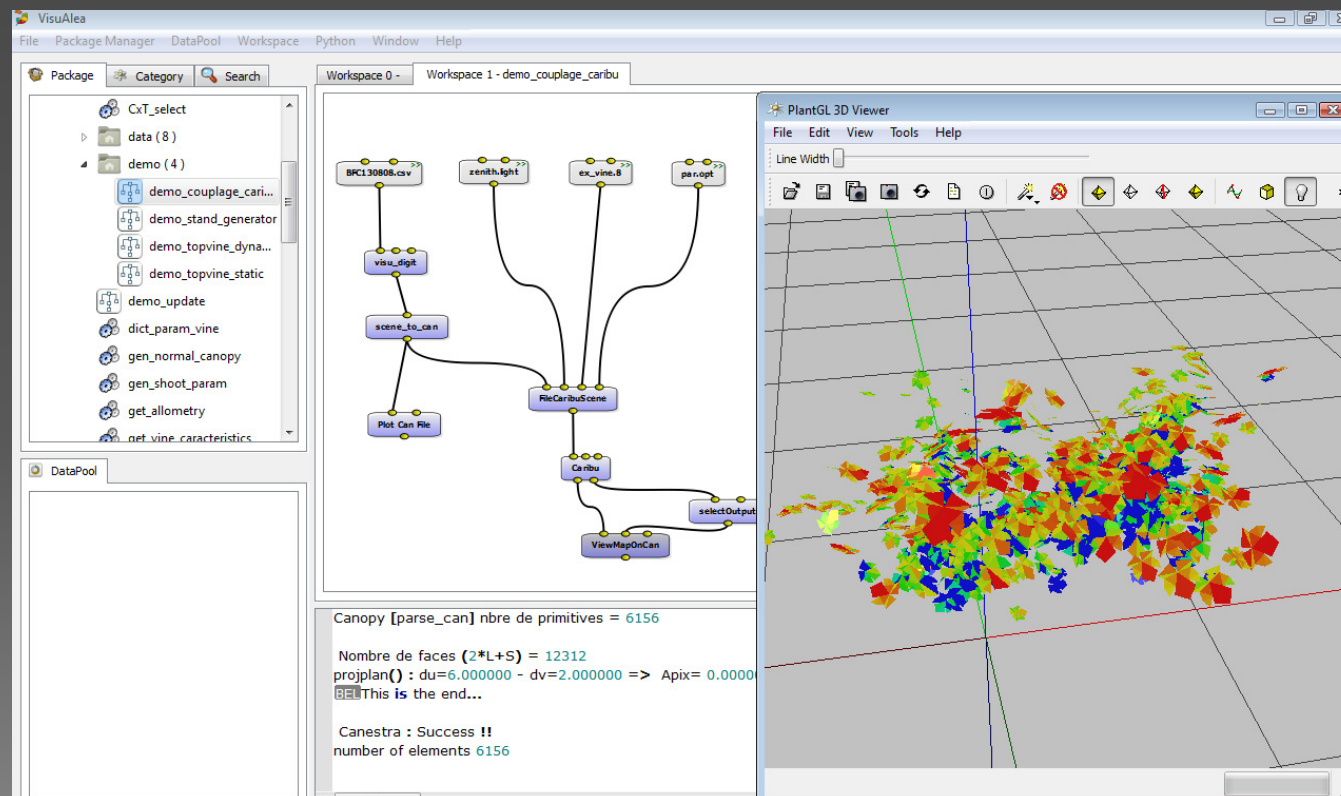 VisuAlea
File Package Manager DataPool Workspace Python Window Help
Package Category Search
CxT_select
data ( 8 )
demo ( 4 )
demo_couplage_cari...
demo_stand_generator
demo_topvine_dyna...
demo_topvine_static
demo_update
dict_param_vine
gen_normal_canopy
gen_shoot_param
get_allometry
get_vine_caracteristics
DataPool
Workspace 0 -
Workspace 1 - demo_couplage_caribu
BFC130808.csv
zenith.light
ex_vine.8
par.opt
visu_digit
scene_to_can
FileCaribuScene
Plot Can File
Caribu
selectOutput
ViewMapOnCan
Canopy [parse_can] nbre de primitives = 6156
Nombre de faces (2*L+S) = 12312
projplan() : du=6.000000 - dv=2.000000 => Apix= 0.0000
BELThis is the end...
Canestra : Success !!
number of elements 6156
PlantGL 3D Viewer
File Edit View Tools Help
Line Width